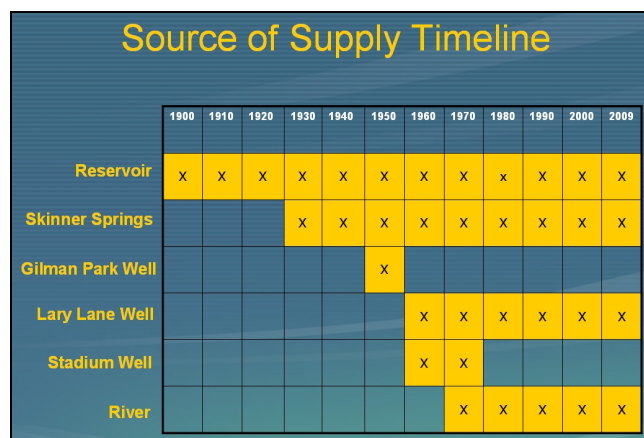 Source of Supply Timeline
1900 1910 1920 1930 1940 1950 1960 1970 1980 1990 2000 2009
Reservoir X X X X X X X X x X X X
Skinner Springs X X X X X X X X X
Gilman Park Well X
Lary Lane Well X X X X X X
Stadium Well X X
River X X X X X